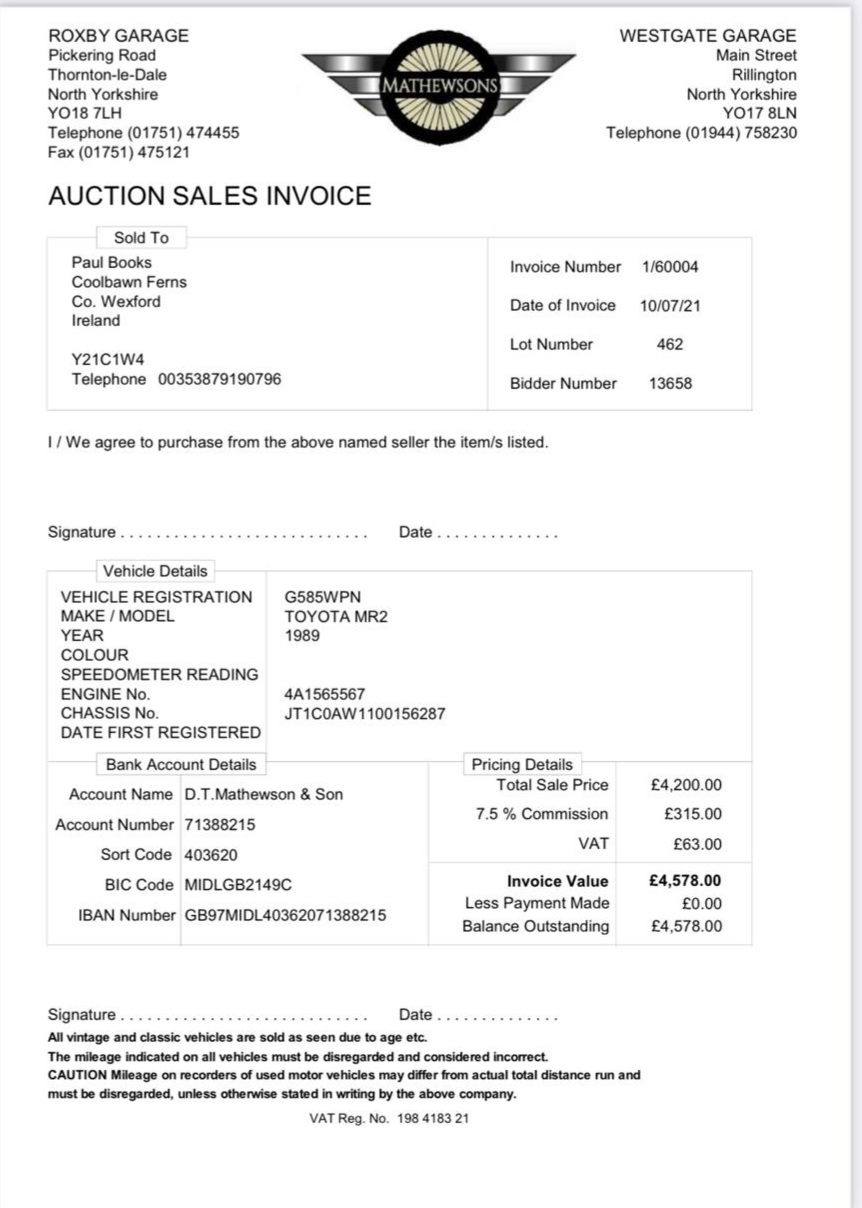 ROXBY GARAGE
Pickering Road
Thornton-le-Dale
North Yorkshire
YO18 7LH
Telephone (01751) 474455
Fax (01751) 475121
MATHEWSONS
WESTGATE GARAGE
Main Street
Rillington
North Yorkshire
YO17 8LN
Telephone (01944) 758230
AUCTION SALES INVOICE
Sold To
Paul Books
Coolbawn Ferns
Co. Wexford
Ireland
Y21C1W4
Telephone 00353879190796
Invoice Number 1/60004
Date of Invoice 10/07/21
Lot Number 462
Bidder Number 13658
I / We agree to purchase from the above named seller the item/s listed.
Signature . . . . . . . . . . . . . . . . . . . . . . . . . . . . Date . . . . . . . . . . . . . .
Vehicle Details
VEHICLE REGISTRATION G585WPN
MAKE / MODEL TOYOTA MR2
YEAR 1989
COLOUR
SPEEDOMETER READING
ENGINE No. 4A1565567
CHASSIS No. JT1C0AW1100156287
DATE FIRST REGISTERED
Bank Account Details
Account Name D.T.Mathewson & Son
Account Number 71388215
Sort Code 403620
BIC Code MIDLGB2149C
IBAN Number GB97MIDL40362071388215
Pricing Details
Total Sale Price £4,200.00
7.5 % Commission £315.00
VAT £63.00
Invoice Value £4,578.00
Less Payment Made £0.00
Balance Outstanding £4,578.00
Signature . . . . . . . . . . . . . . . . . . . . . . . . . . . . Date . . . . . . . . . . . . . .
All vintage and classic vehicles are sold as seen due to age etc.
The mileage indicated on all vehicles must be disregarded and considered incorrect.
CAUTION Mileage on recorders of used motor vehicles may differ from actual total distance run and
must be disregarded, unless otherwise stated in writing by the above company.
VAT Reg. No. 198 4183 21